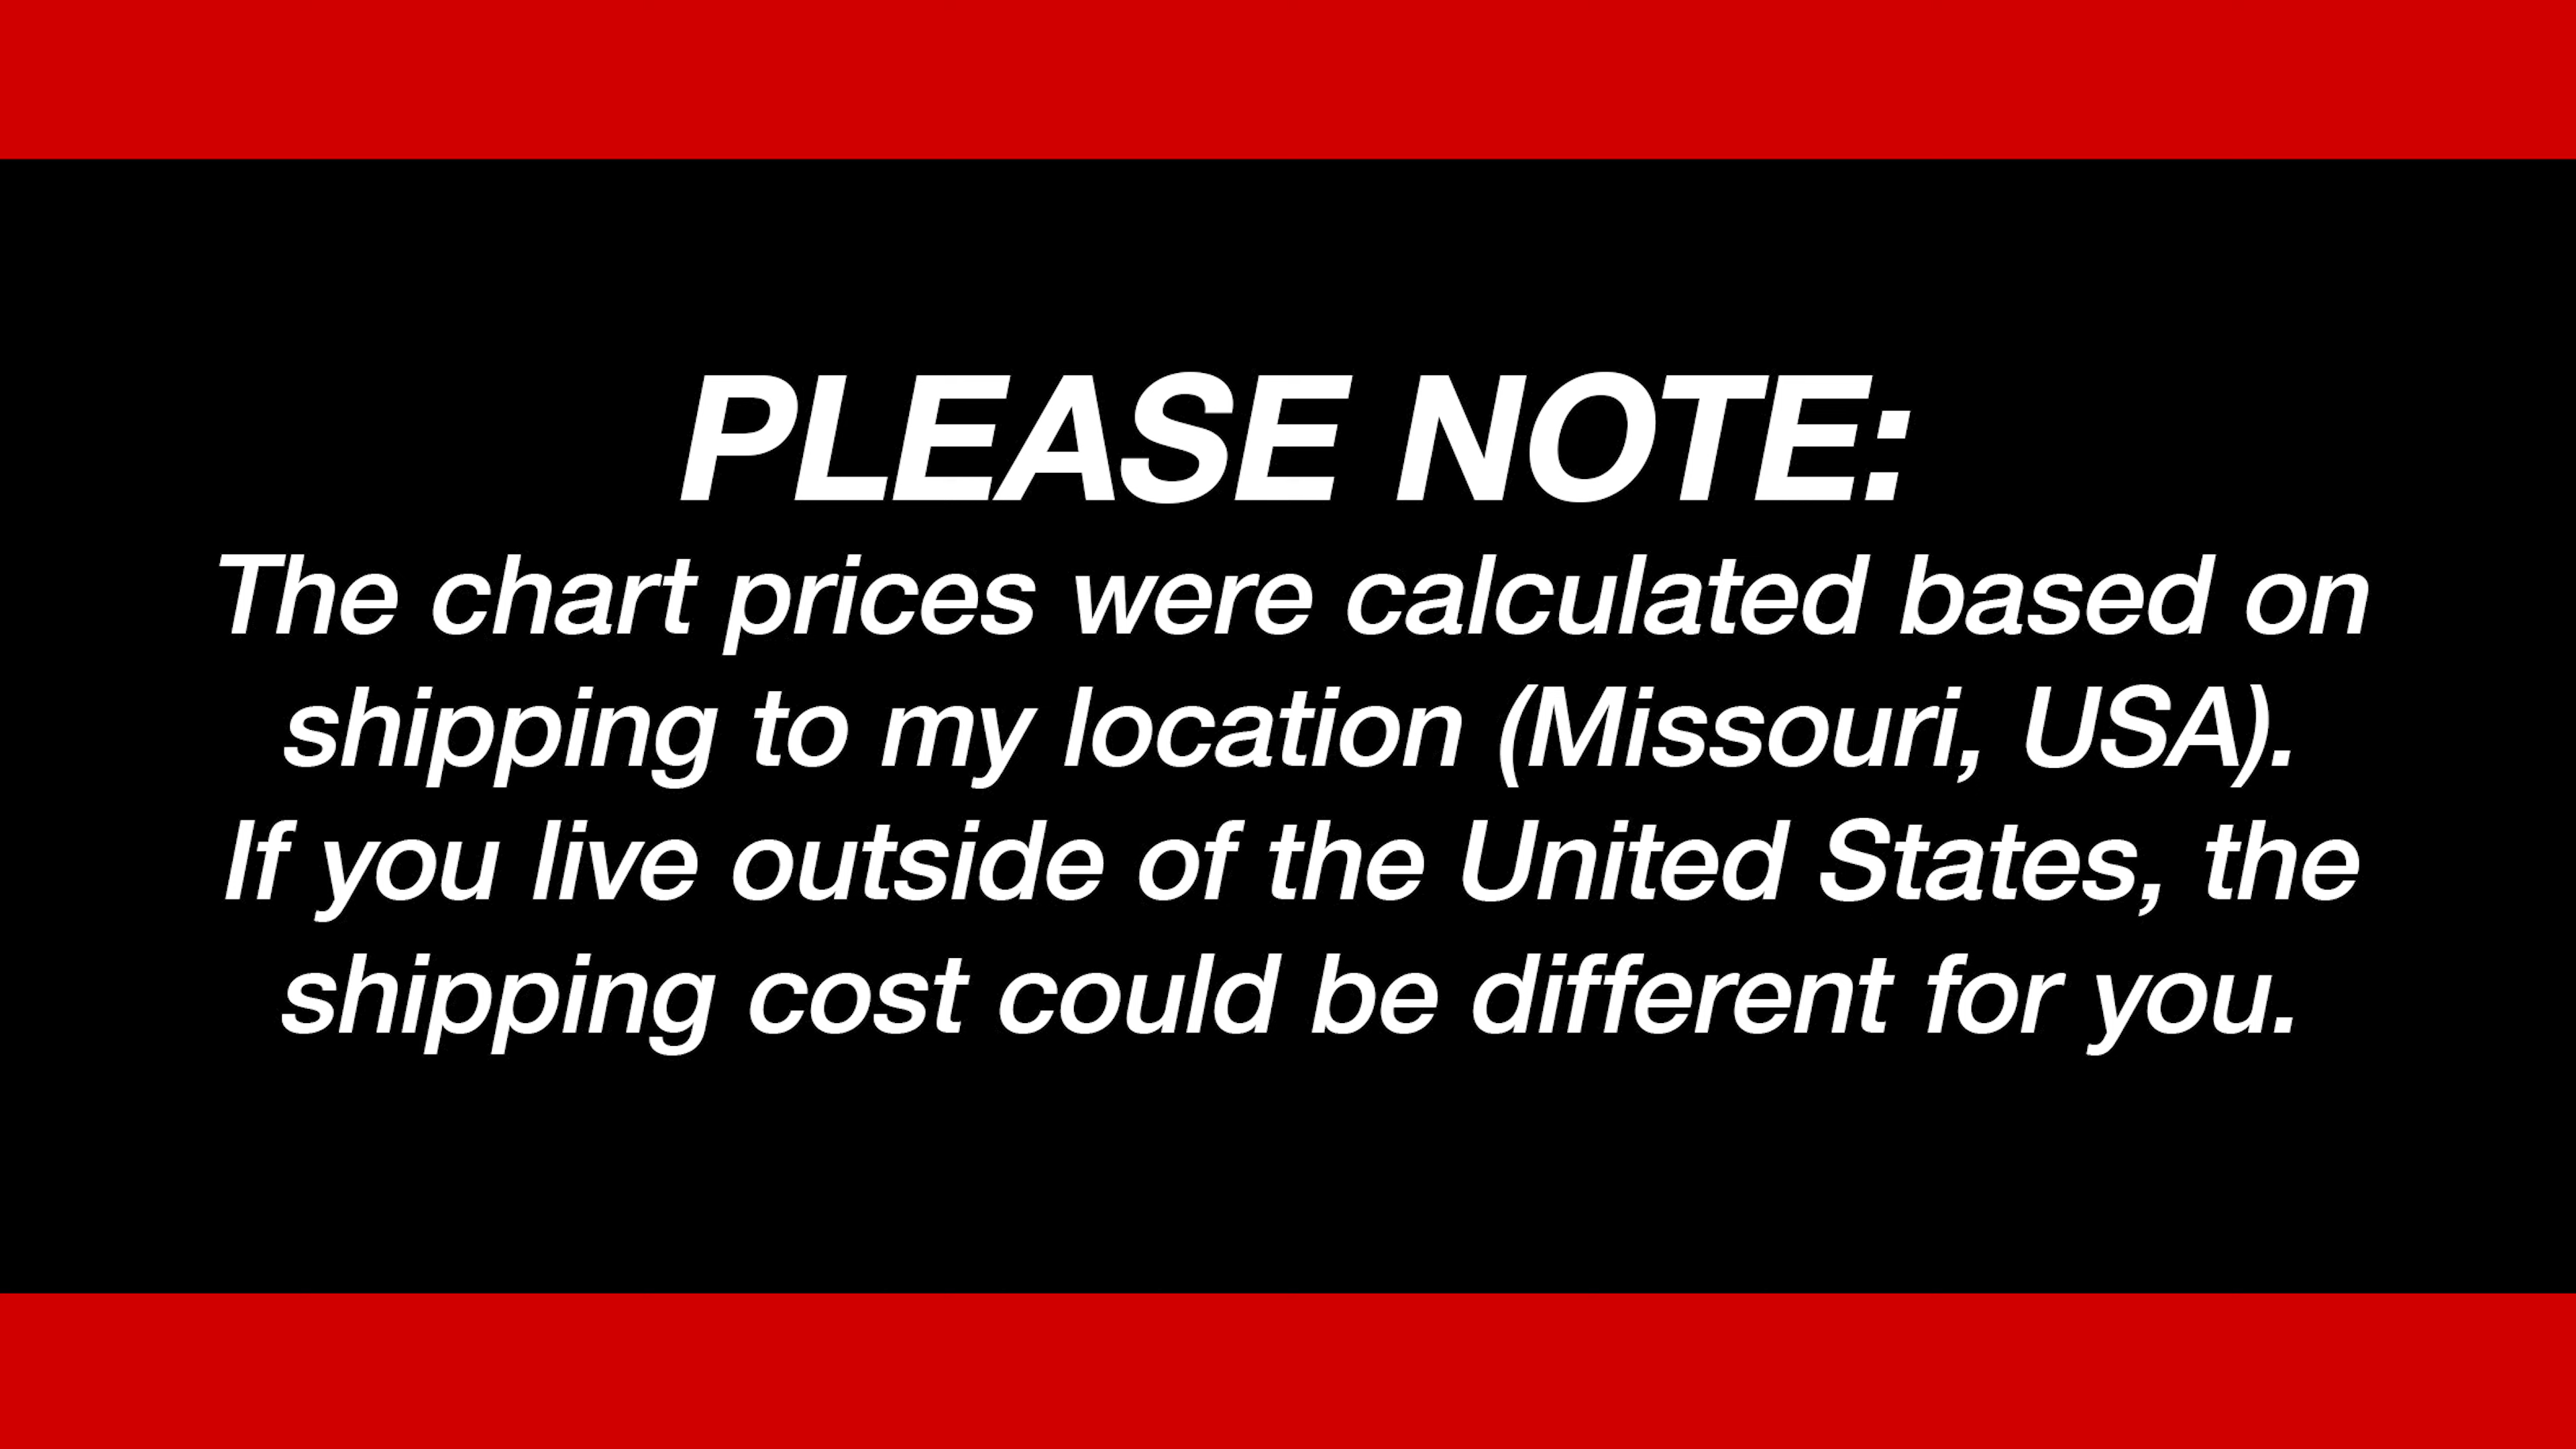 PLEASE NOTE:
The chart prices were calculated based on
shipping to my location (Missouri, USA).
If you live outside of the United States, the
shipping cost could be different for you.